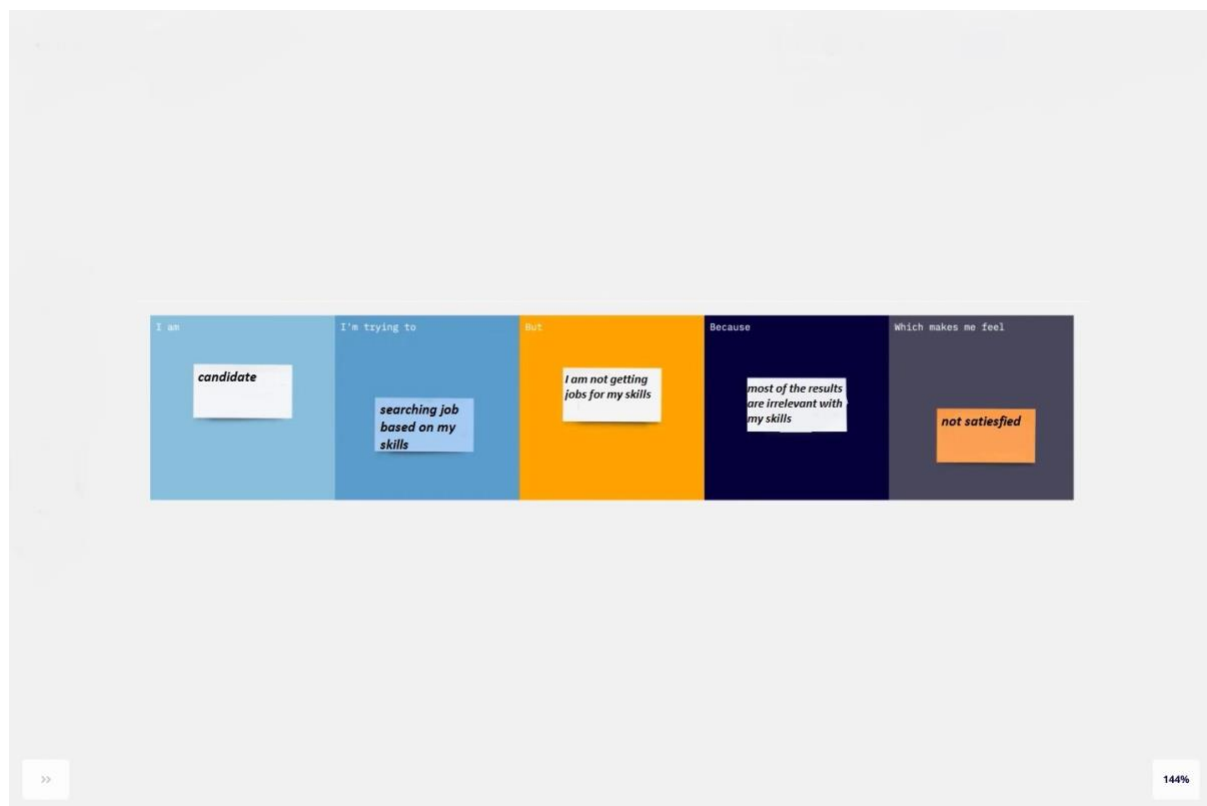 I am
candidate
I'm trying to
searching job
based on my
skills
But
I am not getting
jobs for my skills
Because
most of the results
are irrelevant with
my skills
Which makes me feel
not satiesfied
>>
144%